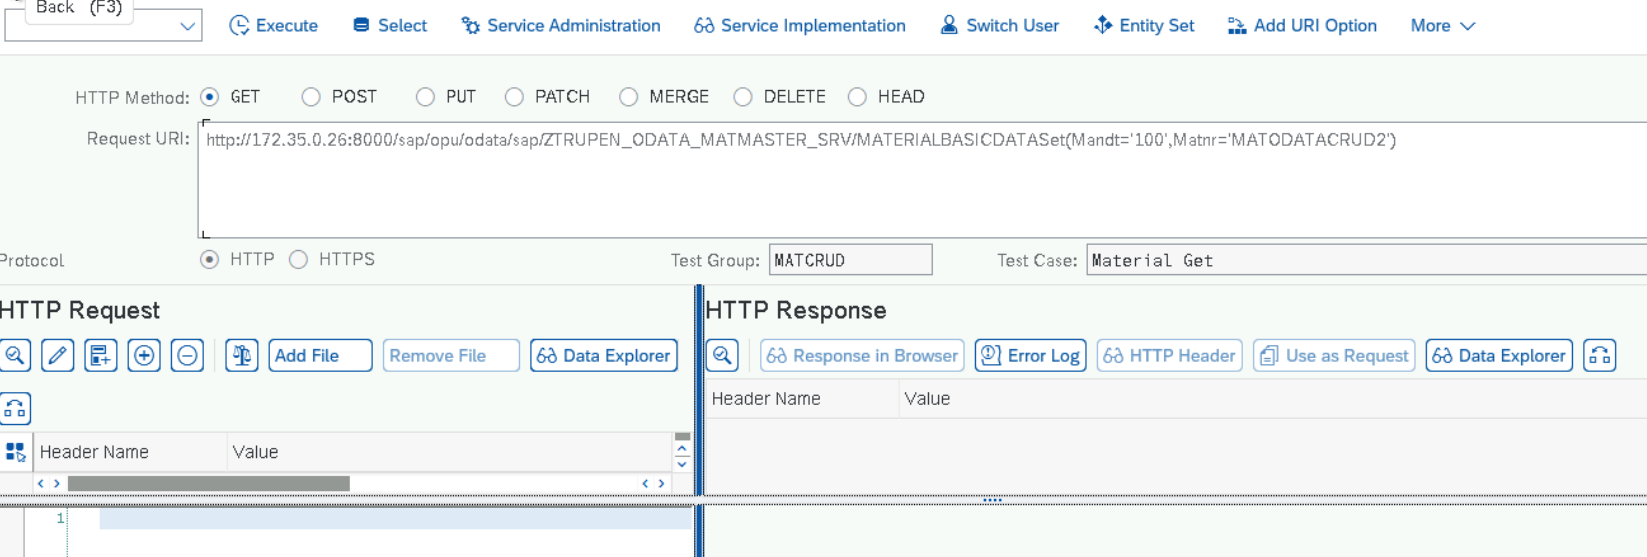 Back (F3)
Execute Select Service Administration Service Implementation Switch User Entity Set Add URI Option More
HTTP Method: GET POST PUT PATCH MERGE DELETE HEAD
Request URI: http://172.35.0.26:8000/sap/opu/odata/sap/ZTRUPEN_ODATA_MATMASTER_SRV/MATERIALBASICDATASet(Mandt='100',Matnr='MATODATACRUD2')
Protocol HTTP HTTPS Test Group: MATCRUD Test Case: Material Get
HTTP Request
HTTP Response
Add File Remove File Data Explorer
Response in Browser Error Log HTTP Header Use as Request Data Explorer
Header Name Value
Header Name Value
1